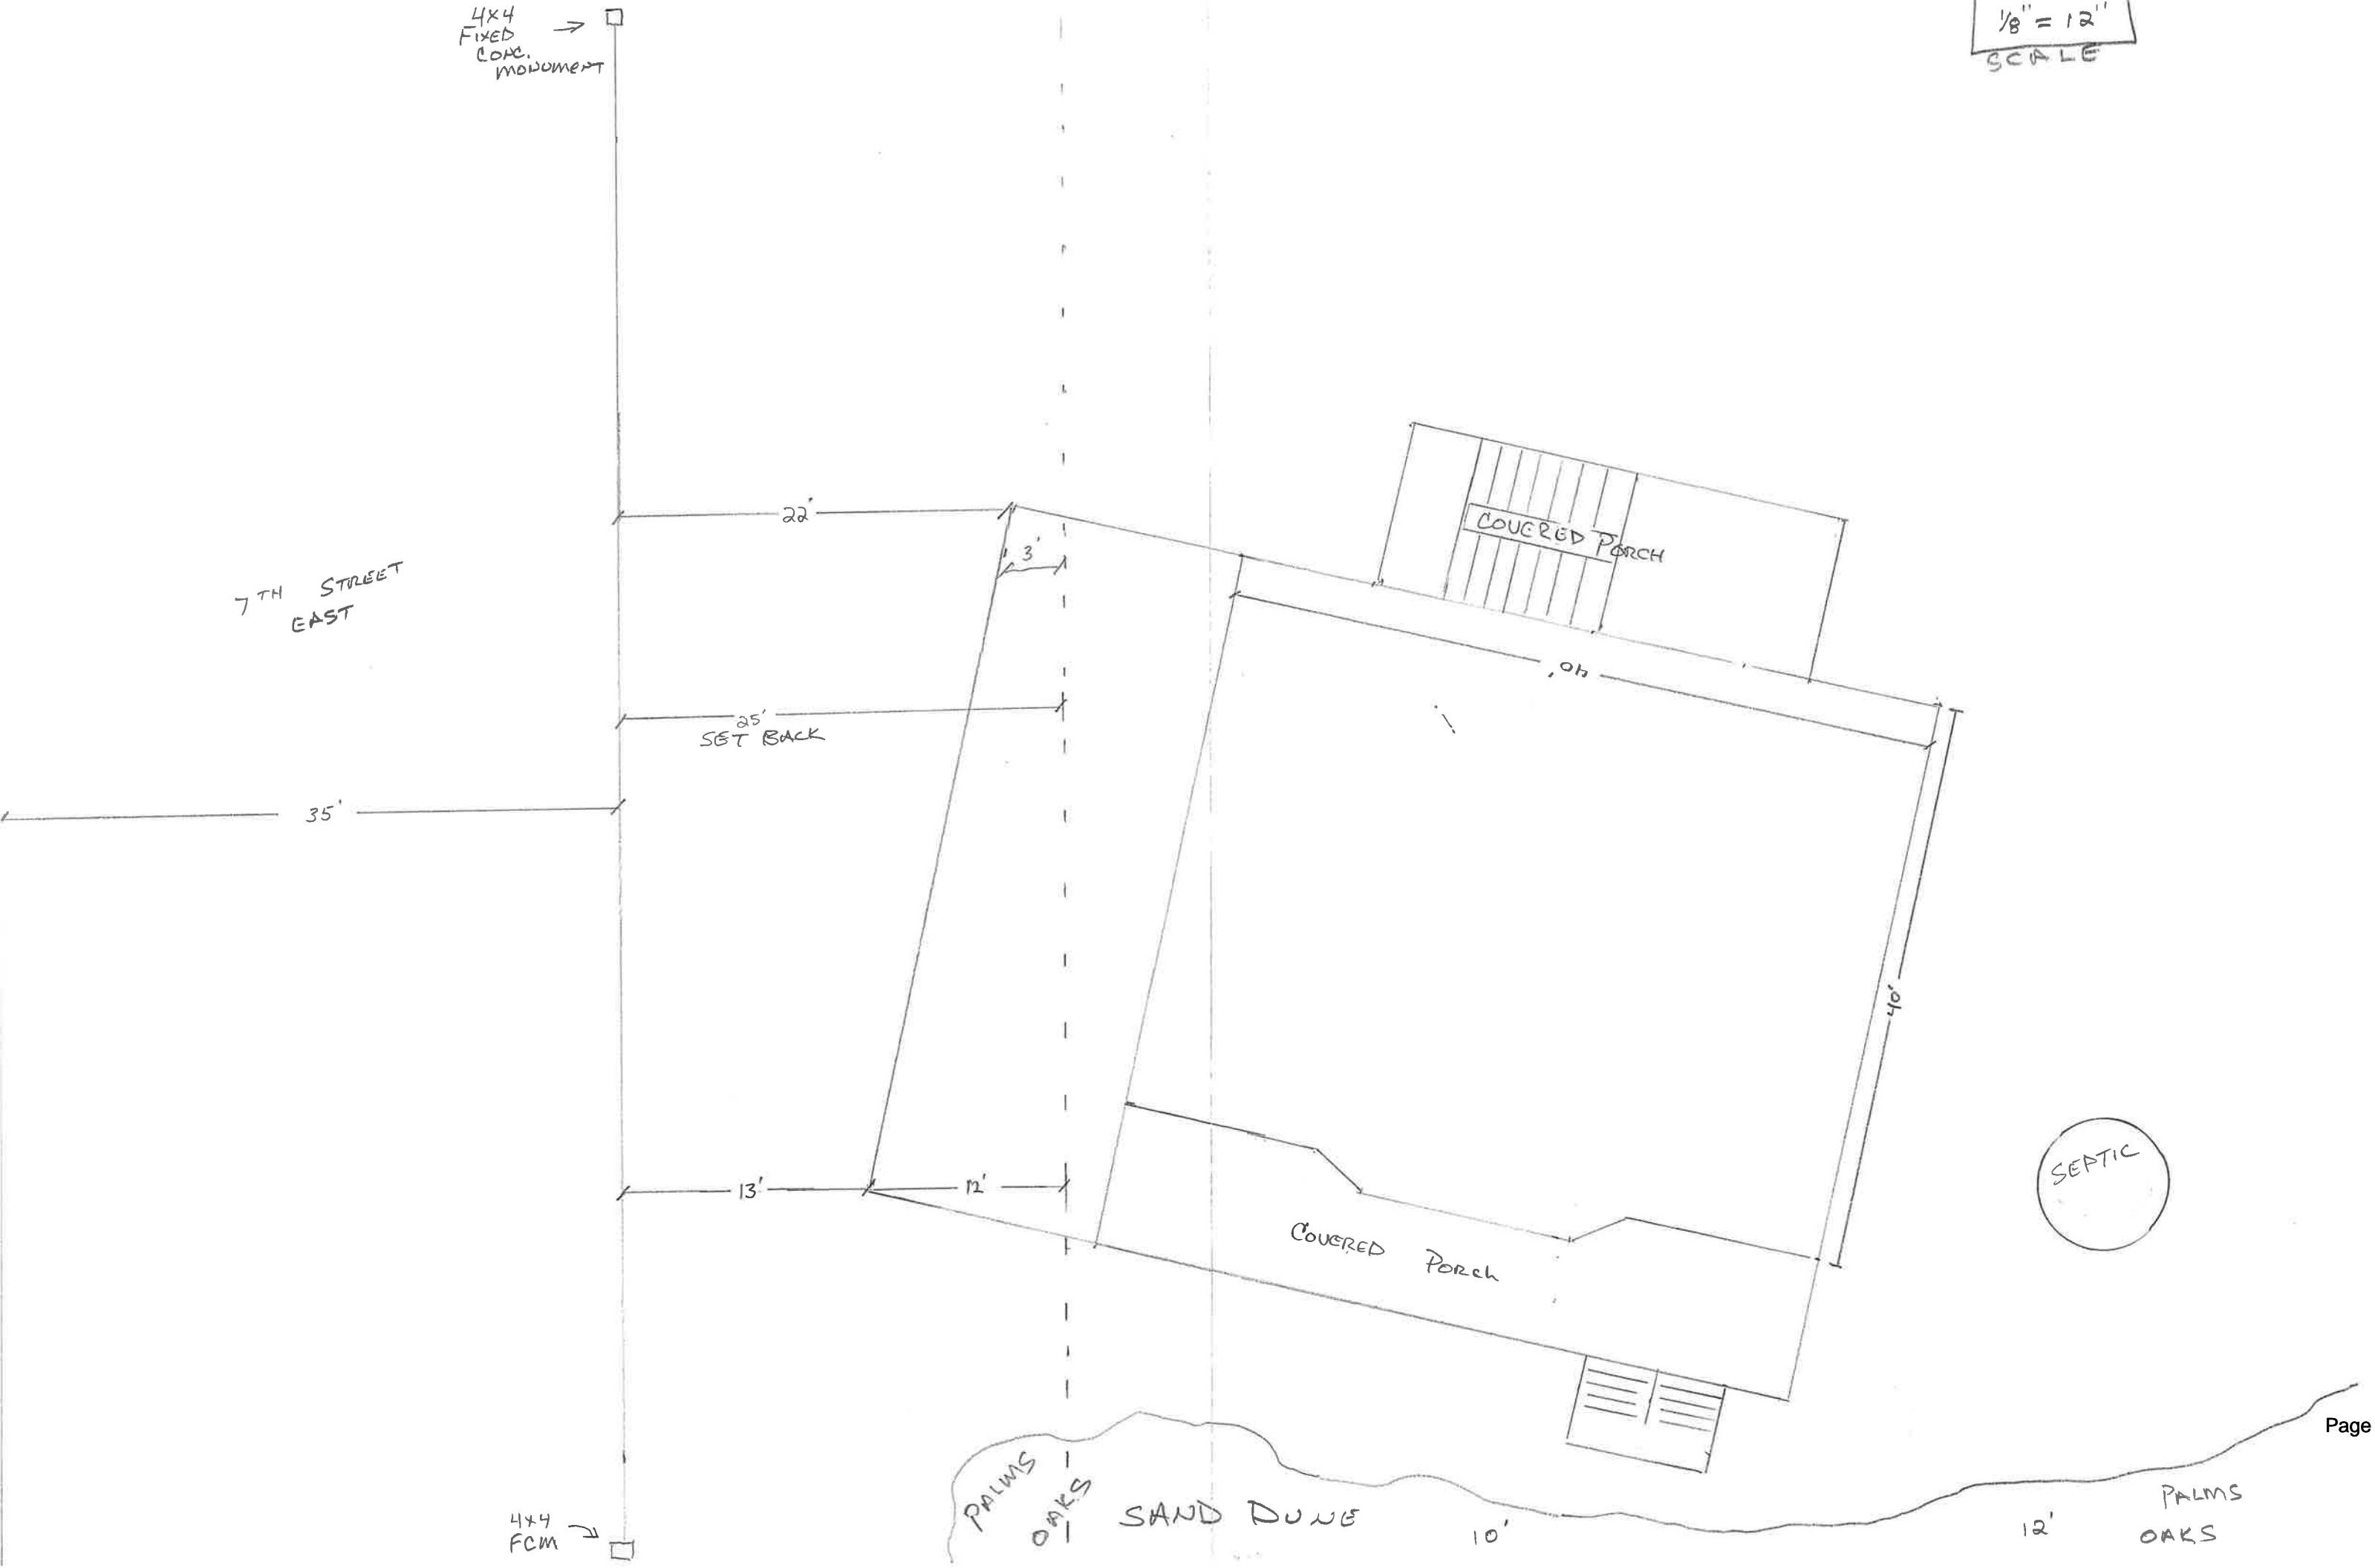 4x4
FIXED
CONC.
MONUMENT
1/8" = 12"
SCALE
22'
3'
COVERED PORCH
7TH STREET
EAST
40'
25'
SET BACK
35'
40'
13'
12'
SEPTIC
COVERED PORCH
Page
PALMS
OAKS
SAND DUNE
10'
12'
PALMS
OAKS
4x4
FCM